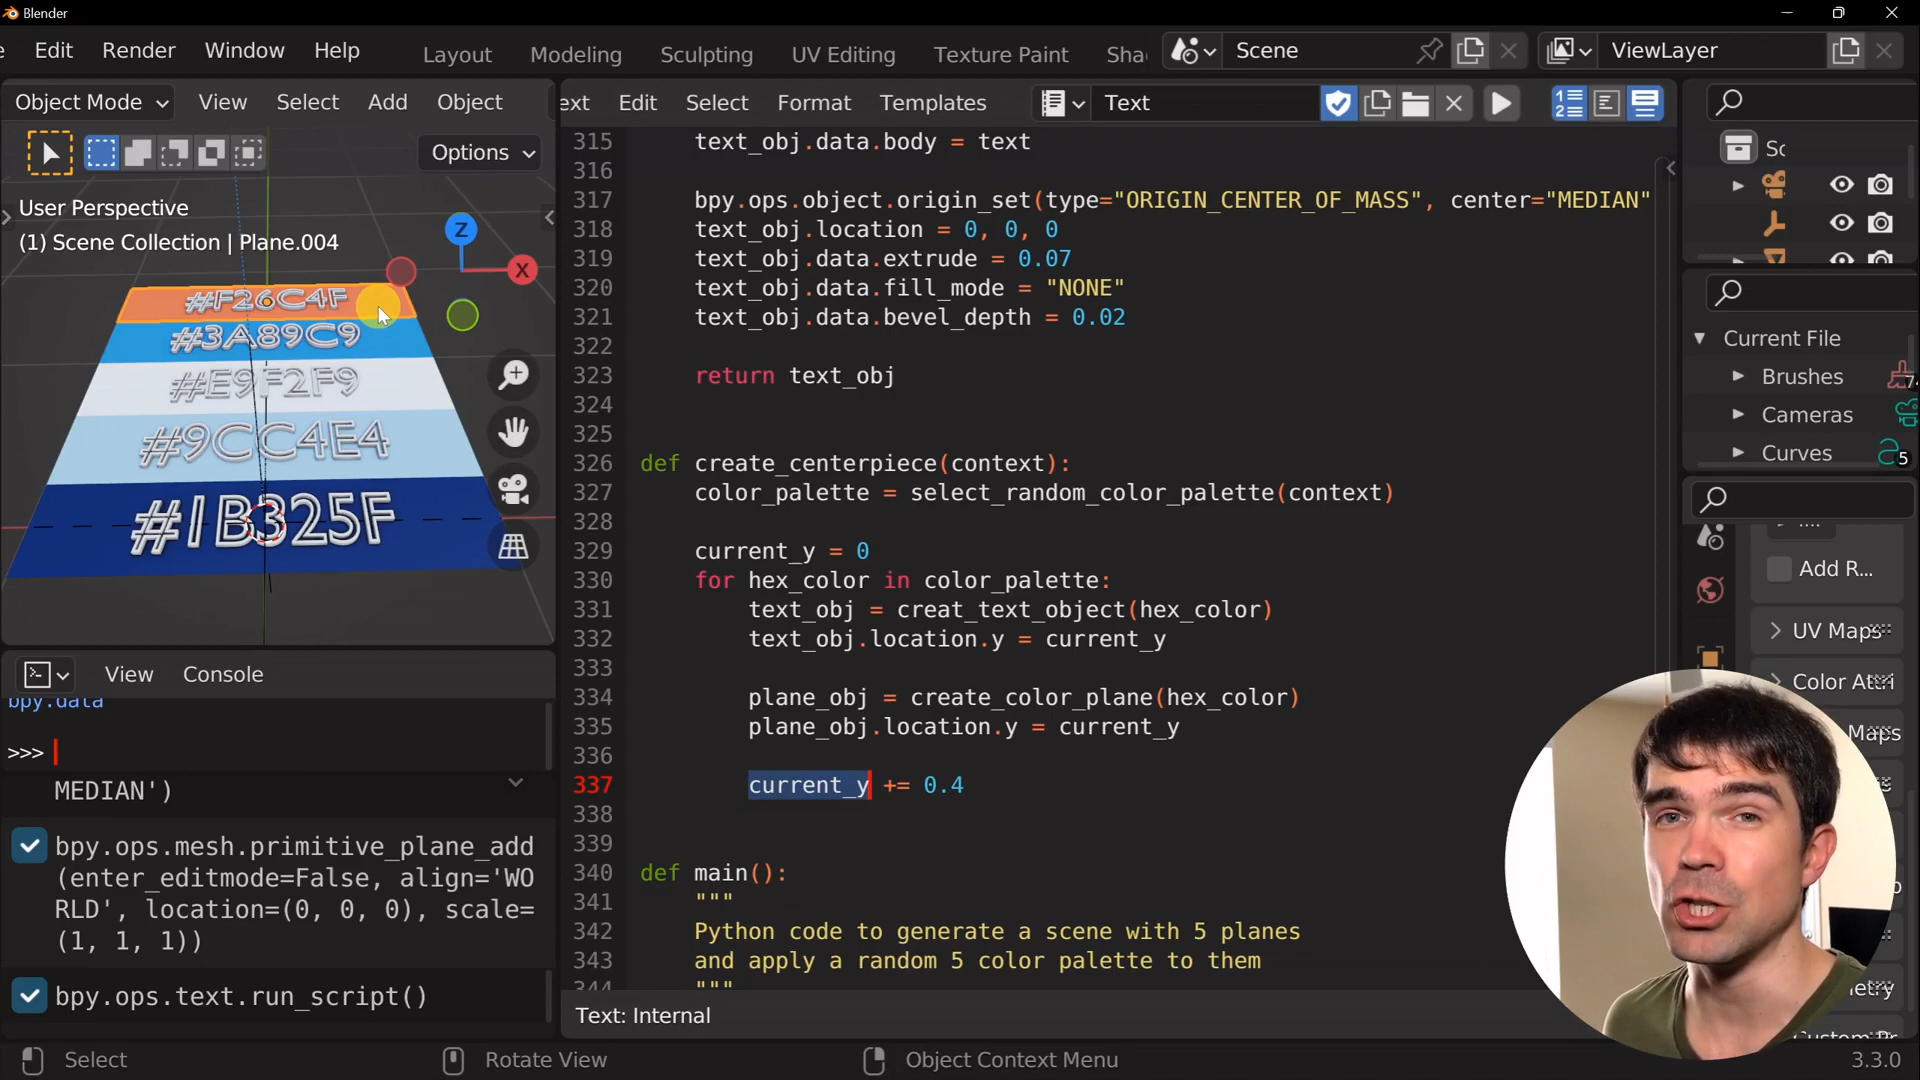 Blender
Edit Render Window Help
Layout Modeling Sculpting UV Editing Texture Paint Sha
Scene
ViewLayer
Object Mode View Select Add Object
Options
User Perspective
(1) Scene Collection | Plane.004
Z
X
#F26C4F
#3A89C9
#E9F2F9
#9CC4E4
#1B325F
View Console
bpy.data
>>>
MEDIAN')
bpy.ops.mesh.primitive_plane_add
(enter_editmode=False, align='WO
RLD', location=(0, 0, 0), scale=
(1, 1, 1))
bpy.ops.text.run_script()
ext Edit Select Format Templates
Text
315 text_obj.data.body = text
316
317 bpy.ops.object.origin_set(type="ORIGIN_CENTER_OF_MASS", center="MEDIAN"
318 text_obj.location = 0, 0, 0
319 text_obj.data.extrude = 0.07
320 text_obj.data.fill_mode = "NONE"
321 text_obj.data.bevel_depth = 0.02
322
323 return text_obj
324
325
326 def create_centerpiece(context):
327 color_palette = select_random_color_palette(context)
328
329 current_y = 0
330 for hex_color in color_palette:
331 text_obj = creat_text_object(hex_color)
332 text_obj.location.y = current_y
333
334 plane_obj = create_color_plane(hex_color)
335 plane_obj.location.y = current_y
336
337 current_y += 0.4
338
339
340 def main():
341 """
342 Python code to generate a scene with 5 planes
343 and apply a random 5 color palette to them
344 """
Text: Internal
Sc
Current File
Brushes
74
Cameras
Curves
5
Add R...
UV Maps
Color Attri
Maps
etry
Custom Pr
Select
Rotate View
Object Context Menu
3.3.0